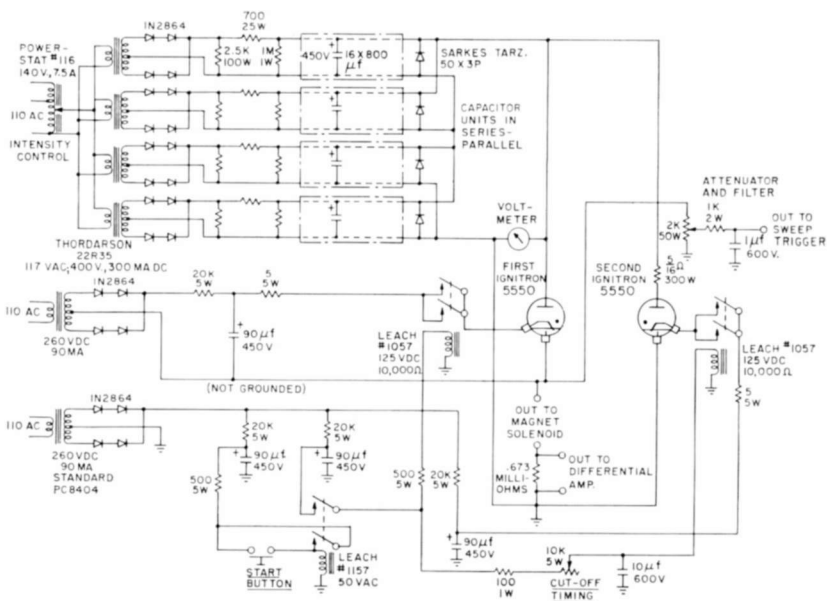 POWER-
STAT #116
140V, 7.5A
110 AC
INTENSITY
CONTROL
THORDARSON
22R35
117 VAC, 400V., 300 MA DC
IN2864
700
25W
2.5K
100W
1M
1W
450V
+
16X800
μf
+
+
+
SARKES TARZ.
50X3P
CAPACITOR
UNITS IN
SERIES-
PARALLEL
VOLT-
METER
ATTENUATOR
AND FILTER
1K
2W
2K
50W
OUT TO
SWEEP
TRIGGER
1μf
600V.
IN2864
110 AC
260VDC
90MA
20K
5W
5
5W
+
90μf
450V
(NOT GROUNDED)
LEACH
#1057
125 VDC
10,000Ω
FIRST
IGNITRON
5550
SECOND
IGNITRON
5550
300W
LEACH #1057
125 VDC
10,000Ω
5
5W
IN2864
110 AC
260VDC
90 MA
STANDARD
PC8404
20K
5W
+
90μf
450V
20K
5W
+
90μf
450V
500
5W
START
BUTTON
LEACH
#1157
50 VAC
500
5W
20K
5W
OUT TO
MAGNET
SOLENOID
.673
MILLI-
OHMS
OUT TO
DIFFERENTIAL
AMP.
+
90μf
450V
100
1W
10K
5W
CUT-OFF
TIMING
10μf
600V